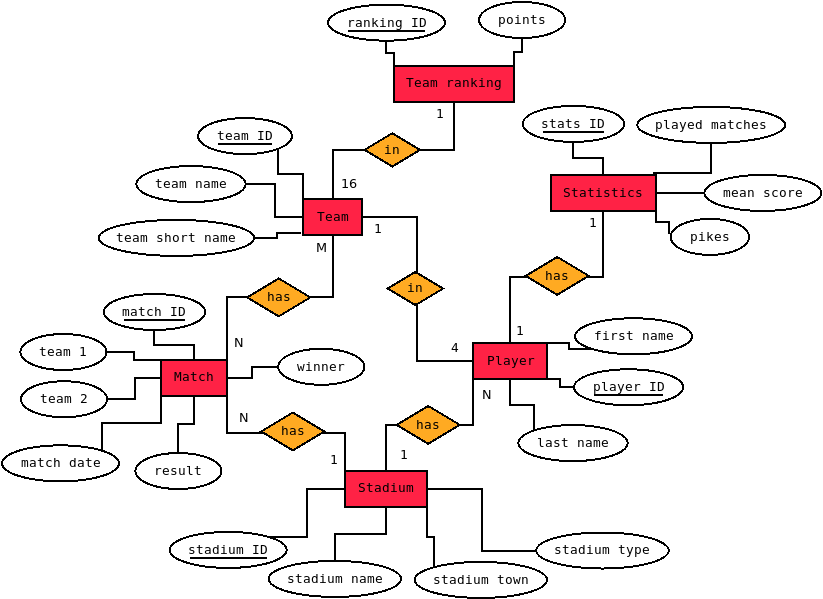 ranking ID
points
Team ranking
1
in
16
team ID
team name
team short name
Team
M
1
stats ID
played matches
Statistics
mean score
pikes
1
has
in
has
1
match ID
team 1
team 2
Match
N
winner
N
match date
result
has
1
4
Player
first name
player ID
last name
N
has
1
Stadium
stadium ID
stadium name
stadium town
stadium type